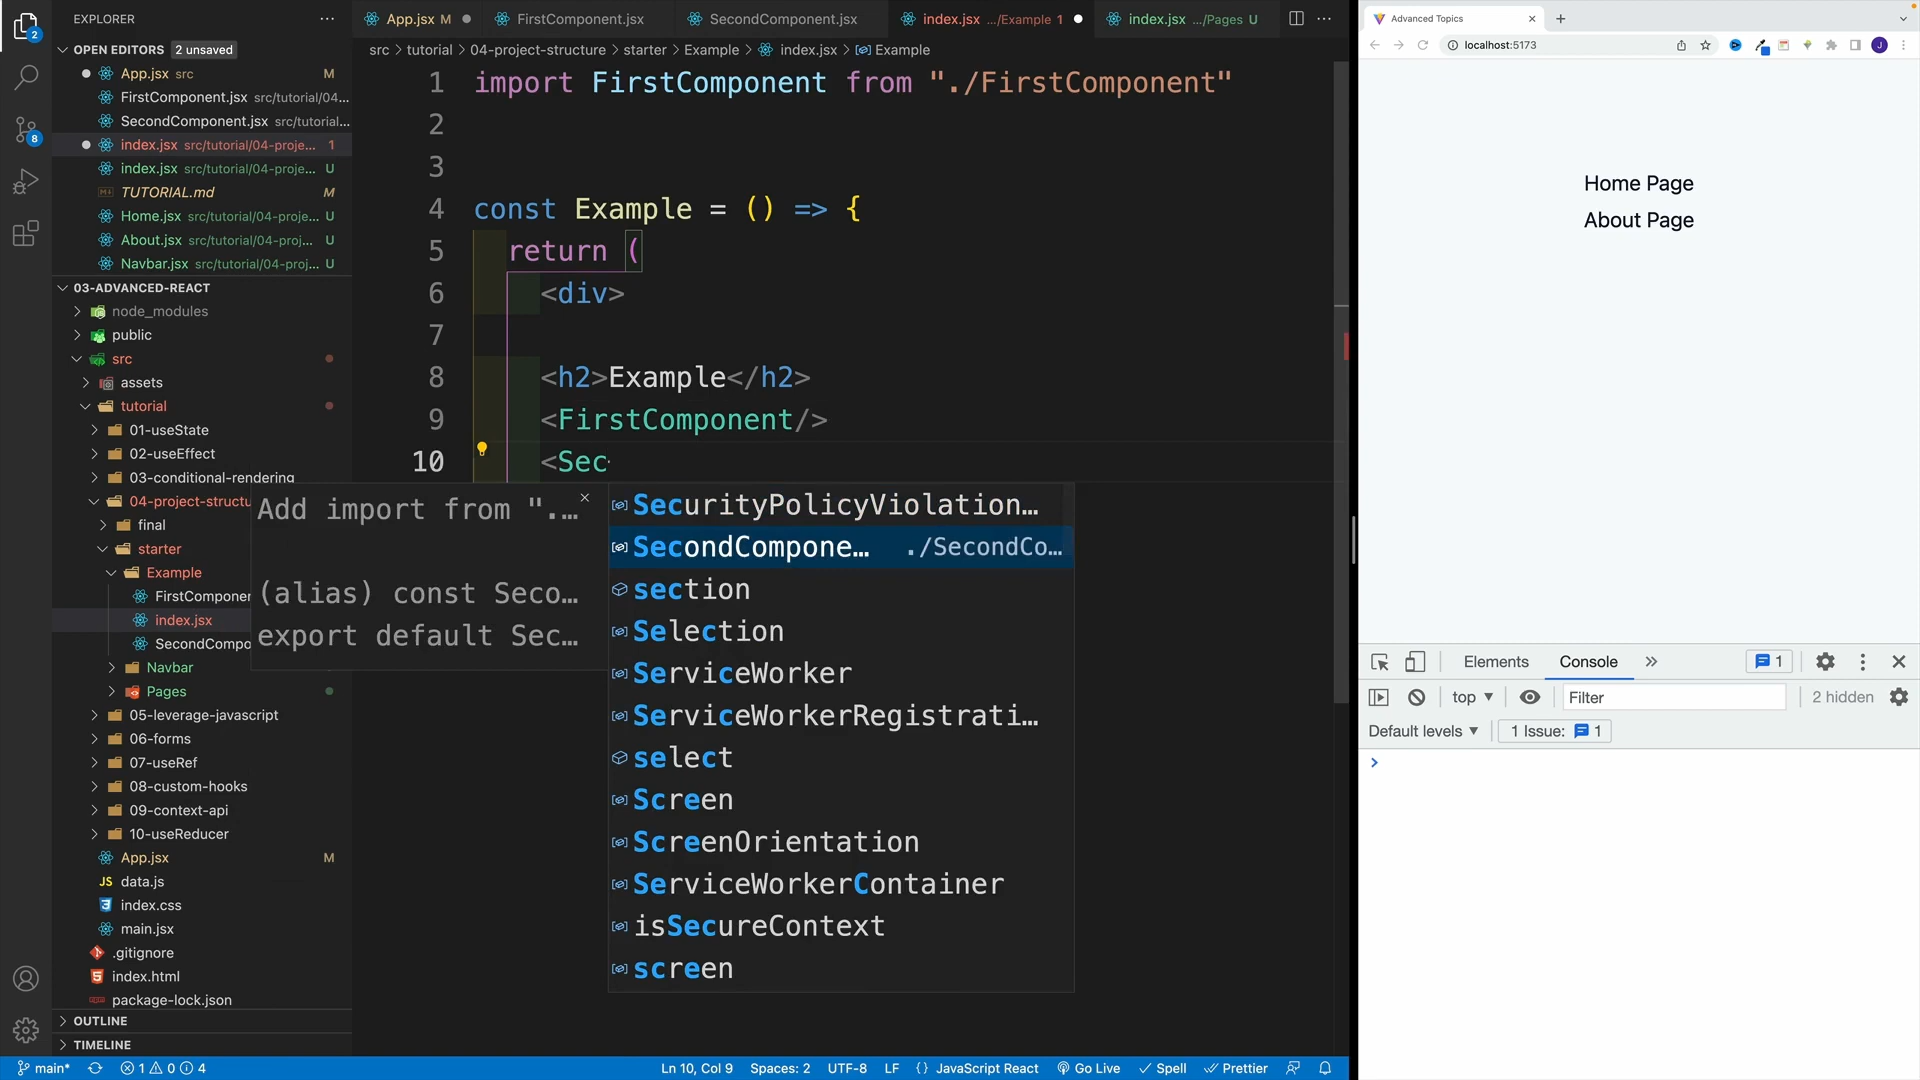 EXPLORER
OPEN EDITORS 2 unsaved
App.jsx src M
FirstComponent.jsx src/tutorial/04...
SecondComponent.jsx src/tutorial...
index.jsx src/tutorial/04-proje... 1
index.jsx src/tutorial/04-proje... U
TUTORIAL.md M
Home.jsx src/tutorial/04-proje... U
About.jsx src/tutorial/04-proj... U
Navbar.jsx src/tutorial/04-proj... U
03-ADVANCED-REACT
node_modules
public
src
assets
tutorial
01-useState
02-useEffect
03-conditional-rendering
04-project-structu
final
starter
Example
FirstComponen
index.jsx
SecondCompo
Navbar
Pages
05-leverage-javascript
06-forms
07-useRef
08-custom-hooks
09-context-api
10-useReducer
App.jsx M
data.js
index.css
main.jsx
.gitignore
index.html
package-lock.json
OUTLINE
TIMELINE
2
8
App.jsx M
FirstComponent.jsx
SecondComponent.jsx
index.jsx .../Example 1
index.jsx .../Pages U
src > tutorial > 04-project-structure > starter > Example > index.jsx > Example
1 import FirstComponent from "./FirstComponent"
2
3
4 const Example = () => {
5 return (
6 <div>
7
8 <h2>Example</h2>
9 <FirstComponent/>
10 <Sec
Add import from "....
(alias) const Seco...
export default Sec...
SecurityPolicyViolation...
SecondCompone... ./SecondCo...
section
Selection
ServiceWorker
ServiceWorkerRegistrati...
select
Screen
ScreenOrientation
ServiceWorkerContainer
isSecureContext
screen
main* 1 0 4
Ln 10, Col 9 Spaces: 2 UTF-8 LF {} JavaScript React Go Live Spell Prettier
Advanced Topics
localhost:5173
J
Home Page
About Page
Elements Console 1
top Filter 2 hidden
Default levels 1 Issue: 1